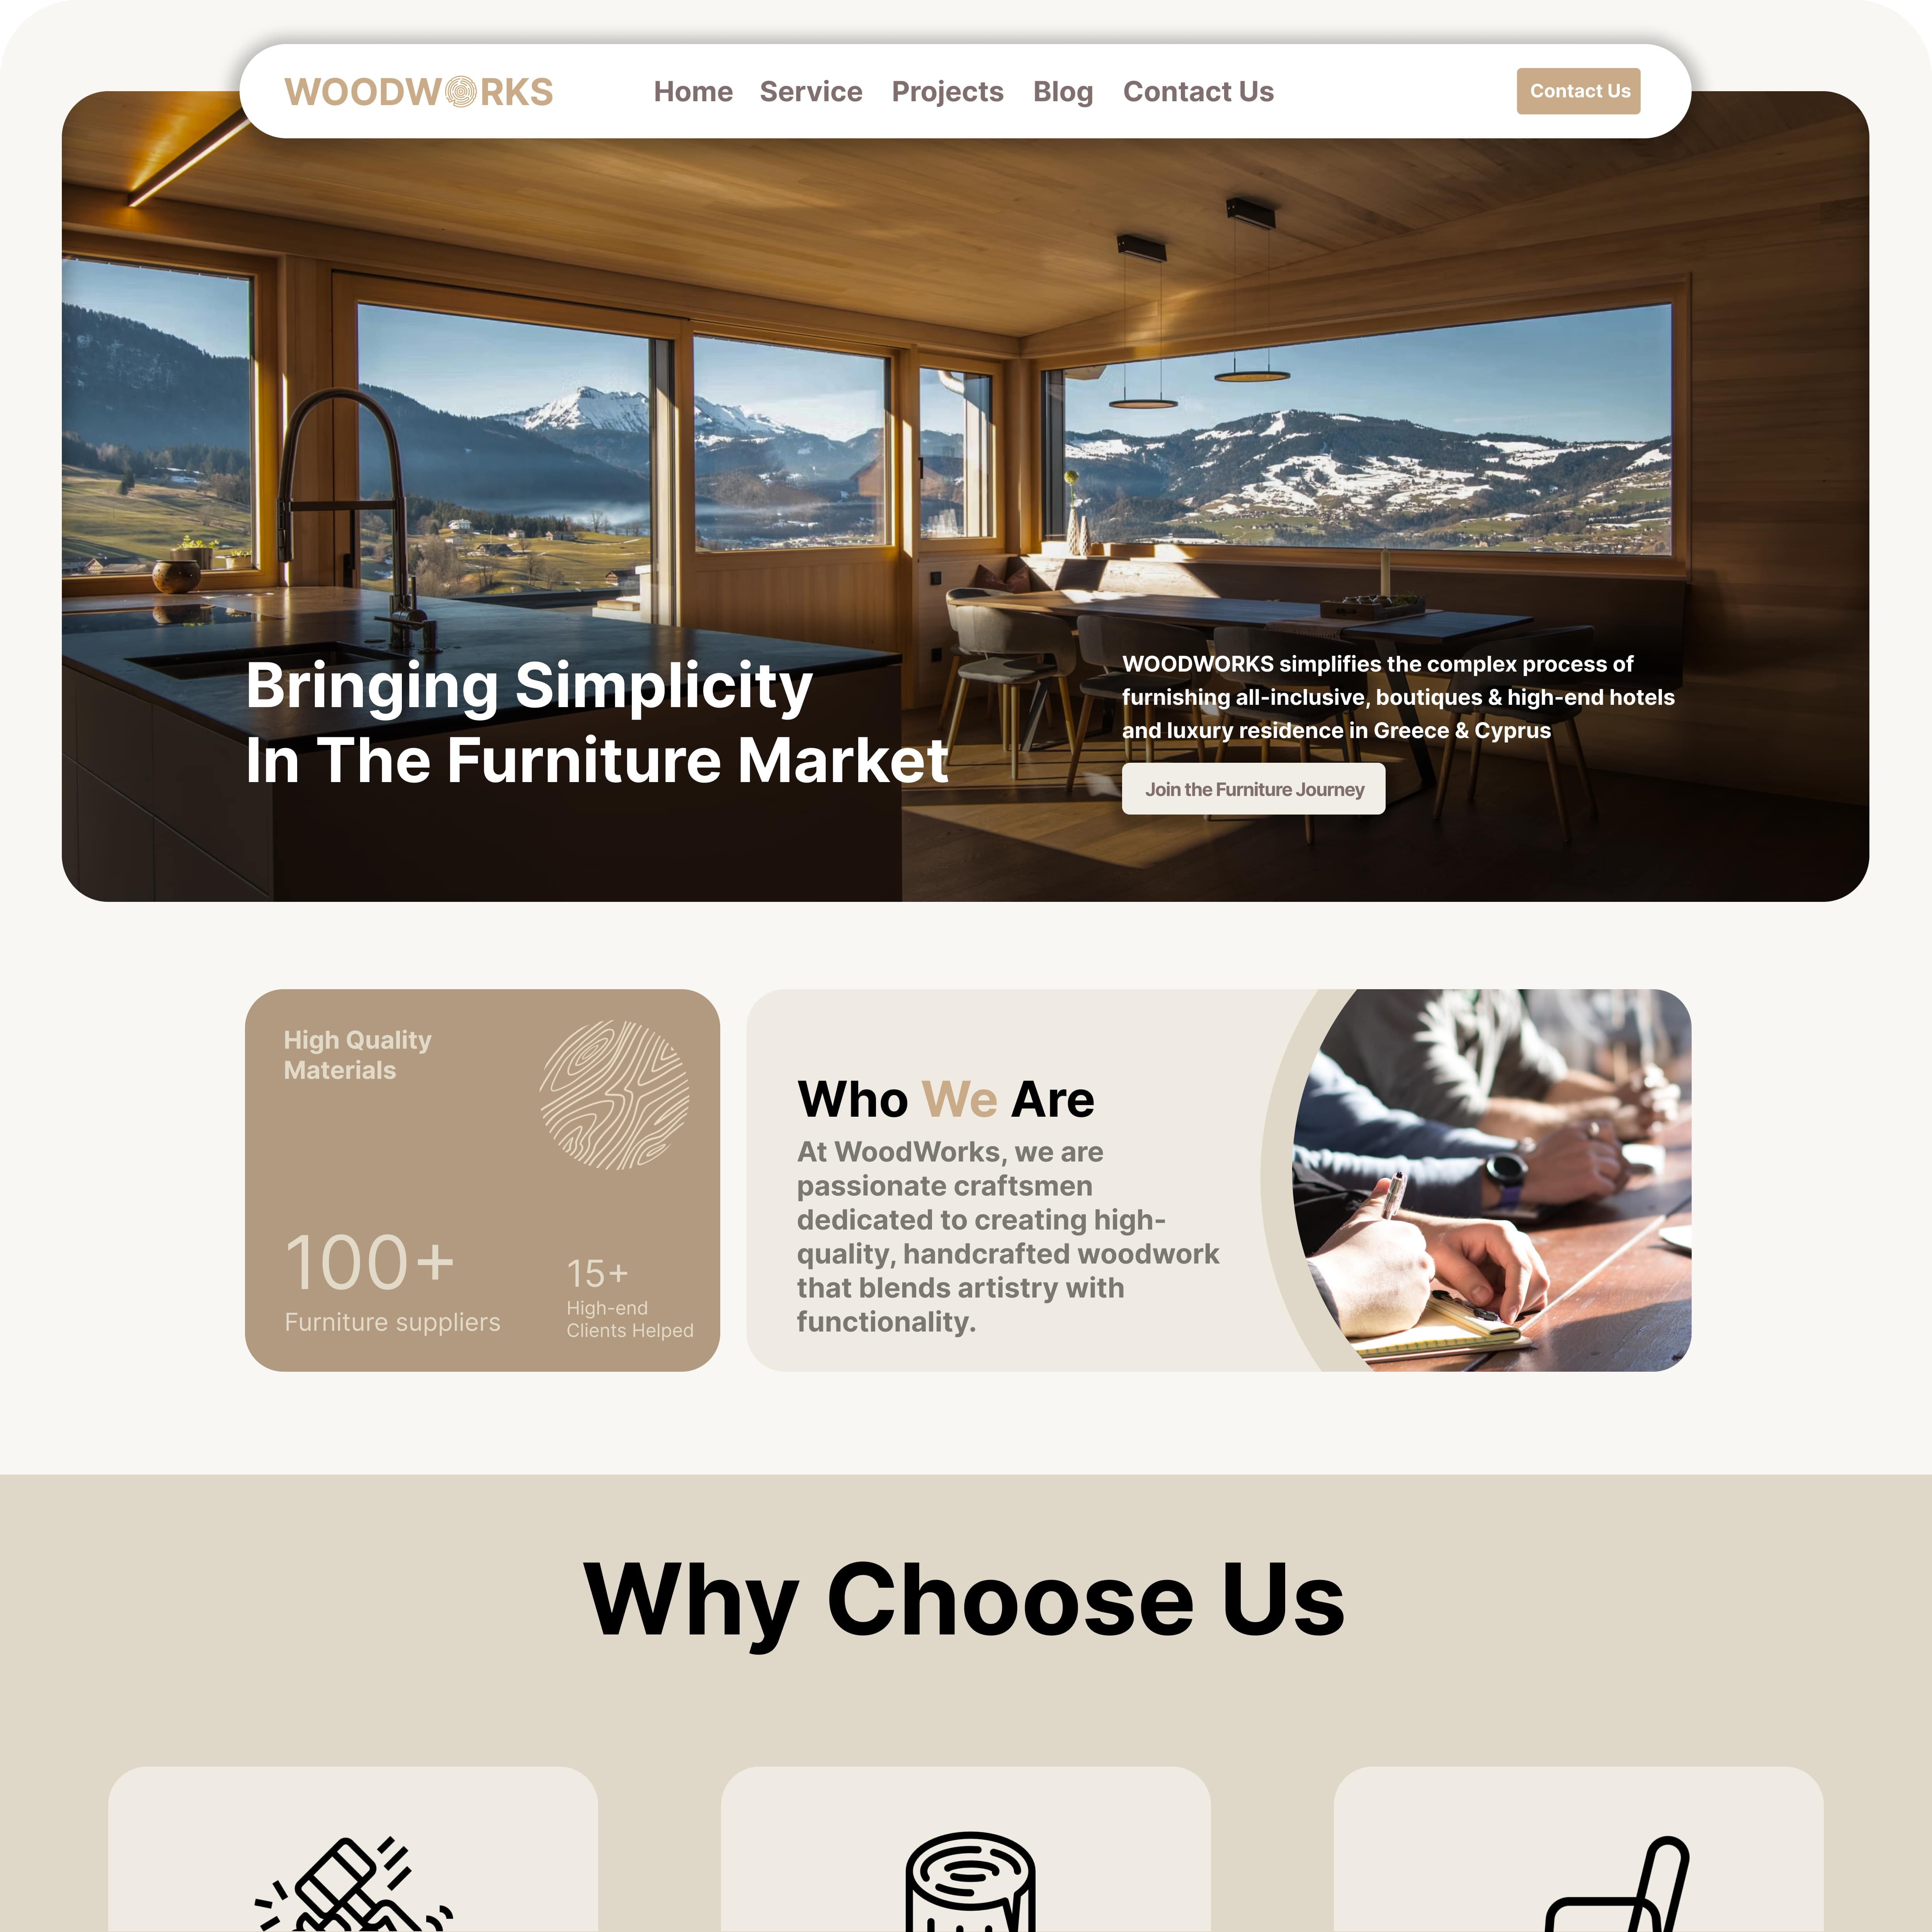 WOODWORKS
Home Service Projects Blog Contact Us
Contact Us
Bringing Simplicity
In The Furniture Market
WOODWORKS simplifies the complex process of
furnishing all-inclusive, boutiques & high-end hotels
and luxury residence in Greece & Cyprus
Join the Furniture Journey
High Quality
Materials
100+
Furniture suppliers
15+
High-end
Clients Helped
Who We Are
At WoodWorks, we are
passionate craftsmen
dedicated to creating high-
quality, handcrafted woodwork
that blends artistry with
functionality.
Why Choose Us